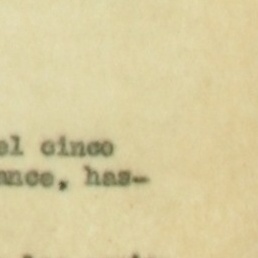 el cinco
ance, has-